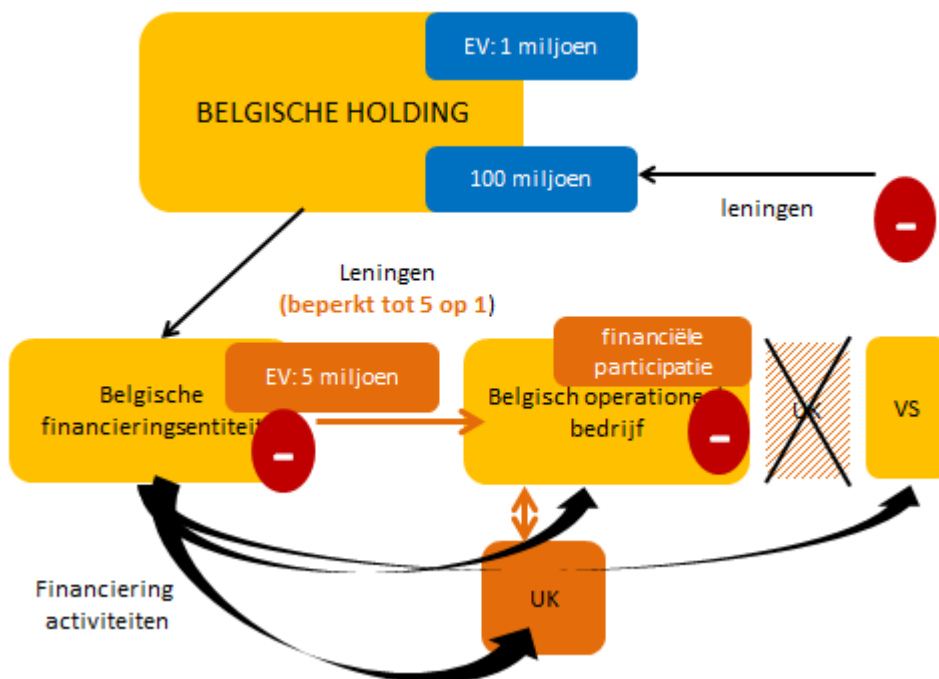 EV: 1 miljoen
BELGISCHE HOLDING
100 miljoen
leningen
Leningen
(beperkt tot 5 op 1)
financiële
participatie
EV: 5 miljoen
Belgische
financieringsentiteit
Belgisch operationeel
bedrijf
UK
VS
Financiering
activiteiten
UK